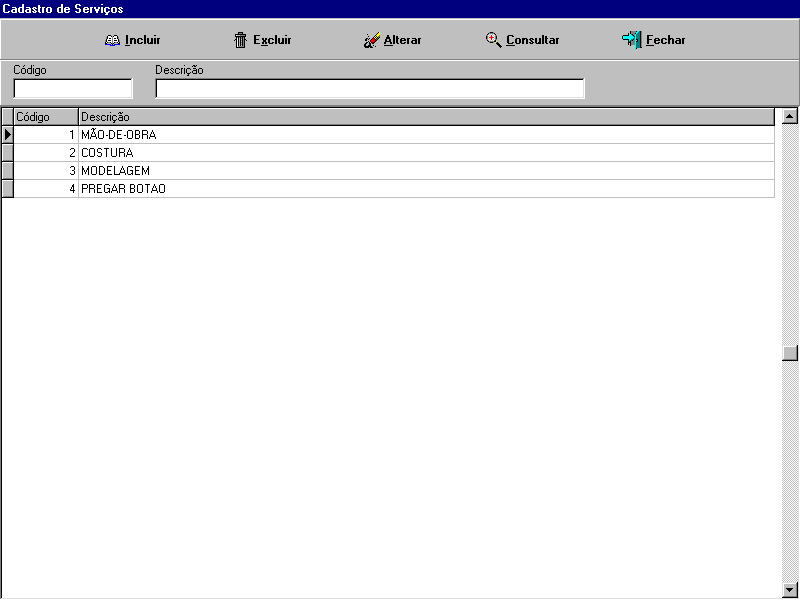 Cadastro de Serviços
Incluir Excluir Alterar Consultar Fechar
Código Descrição
Código Descrição
1 MÃO-DE-OBRA
2 COSTURA
3 MODELAGEM
4 PREGAR BOTAO